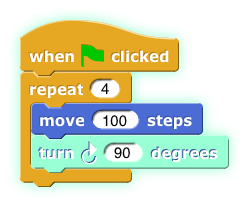 when clicked
repeat 4
move 100 steps
turn 90 degrees